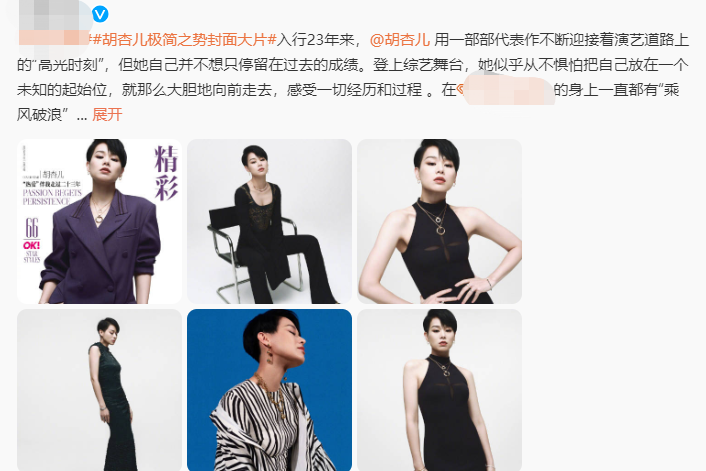 ##胡杏儿极简之势封面大片#入行23年来，@胡杏儿 用一部部代表作不断迎接着演艺道路上
的“高光时刻”，但她自己并不想只停留在过去的成绩。登上综艺舞台，她似乎从不惧怕把自己放在一个
未知的起始位，就那么大胆地向前走去，感受一切经历和过程 。在
的身上一直都有“乘
风破浪” ... 展开
精彩
胡杏儿
PASSION BEGETS
PERSISTENCE
66
OK!
STAR
STYLES